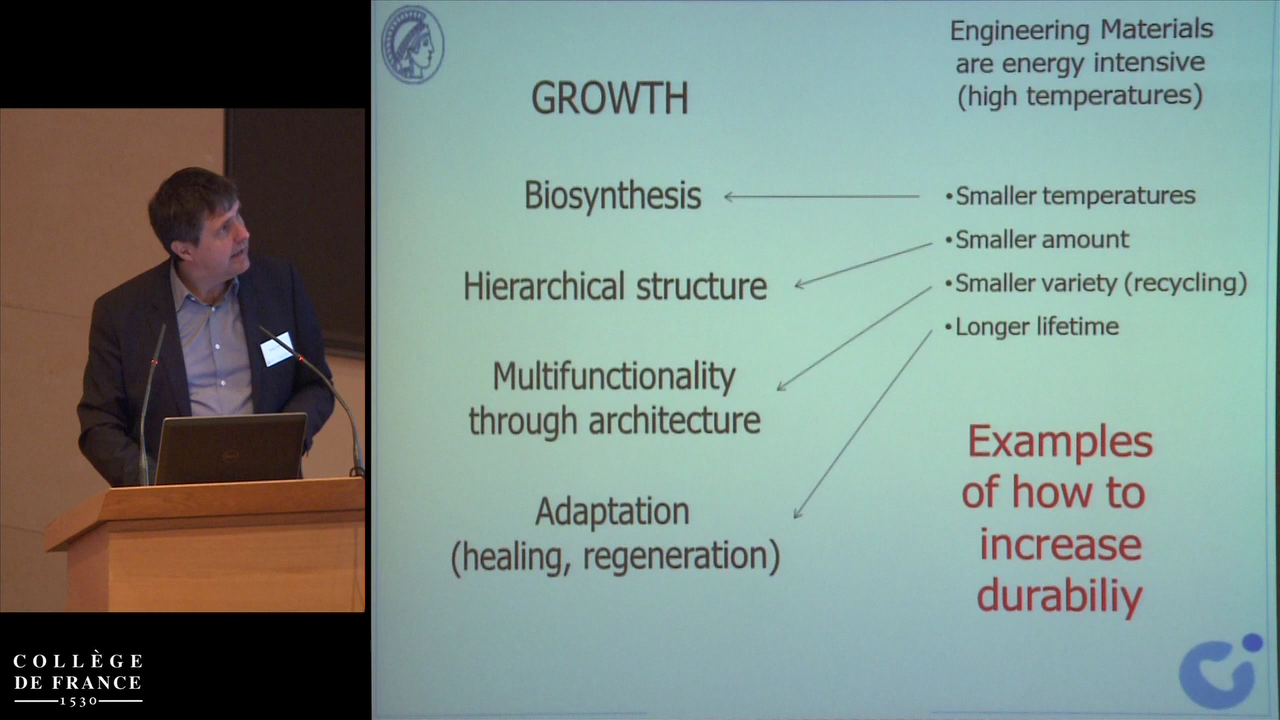 GROWTH
Biosynthesis
Hierarchical structure
Multifunctionality
through architecture
Adaptation
(healing, regeneration)
Engineering Materials
are energy intensive
(high temperatures)
•Smaller temperatures
•Smaller amount
•Smaller variety (recycling)
•Longer lifetime
Examples
of how to
increase
durabiliy
COLLÈGE
DE FRANCE
1530